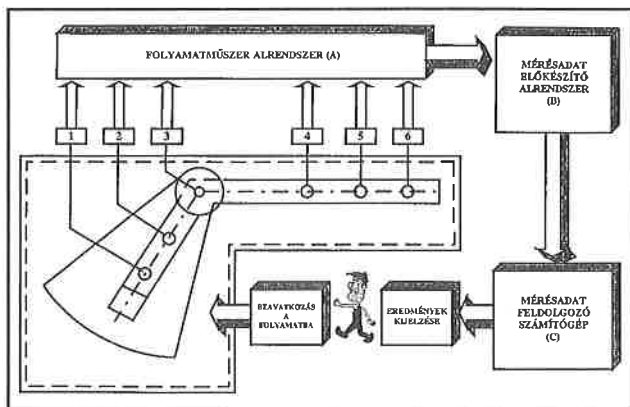 FOLYAMATMŰSZER ALRENDSZER (A)
MÉRÉSADAT
ELŐKÉSZÍTŐ
ALRENDSZER
(B)
1 2 3 4 5 6
BEAVATKOZÁS
A
FOLYAMATBA
EREDMÉNYEK
KIJELZÉSE
MÉRÉSADAT
FELDOLGOZÓ
SZÁMÍTÓGÉP
(C)